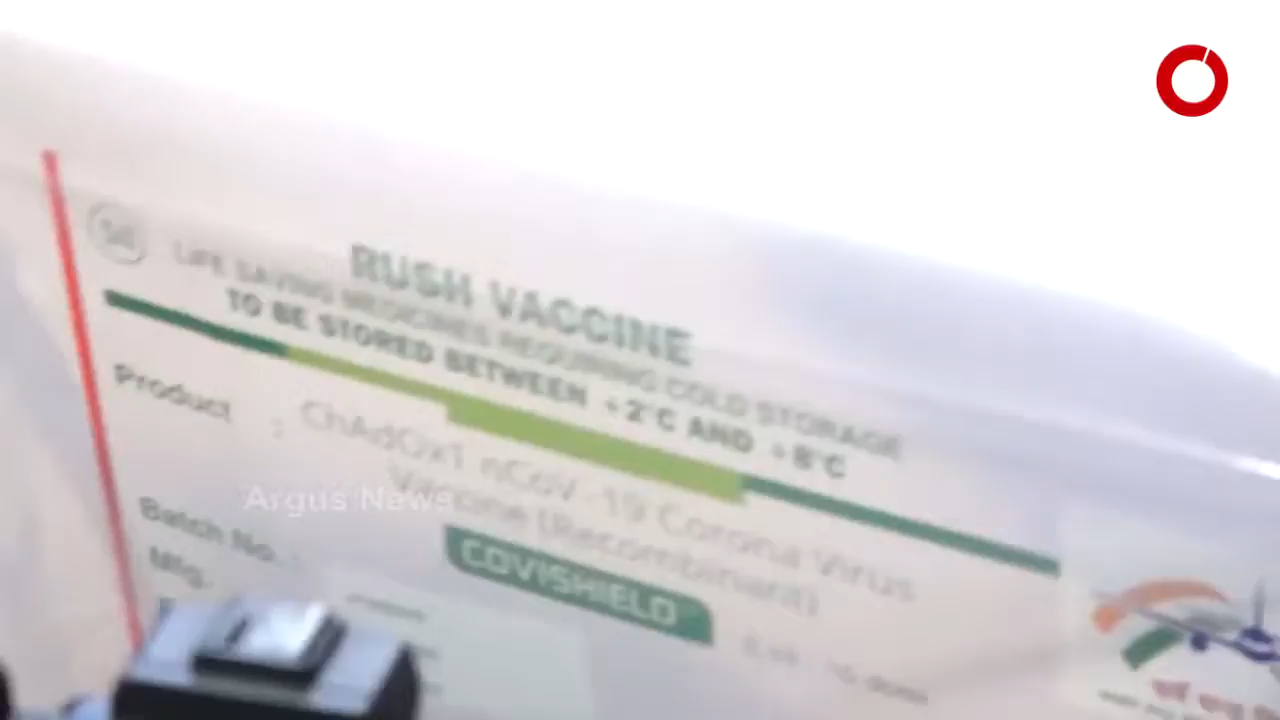 RUSH VACCINE
LIFE SAVING MEDICINES REQUIRING COLD STORAGE
TO BE STORED BETWEEN +2°C AND +8°C
Product : ChAdOx1 nCoV-19 Corona Virus
Vaccine (Recombinant)
Argus News
COVISHIELD
Batch No. :
Mfg.